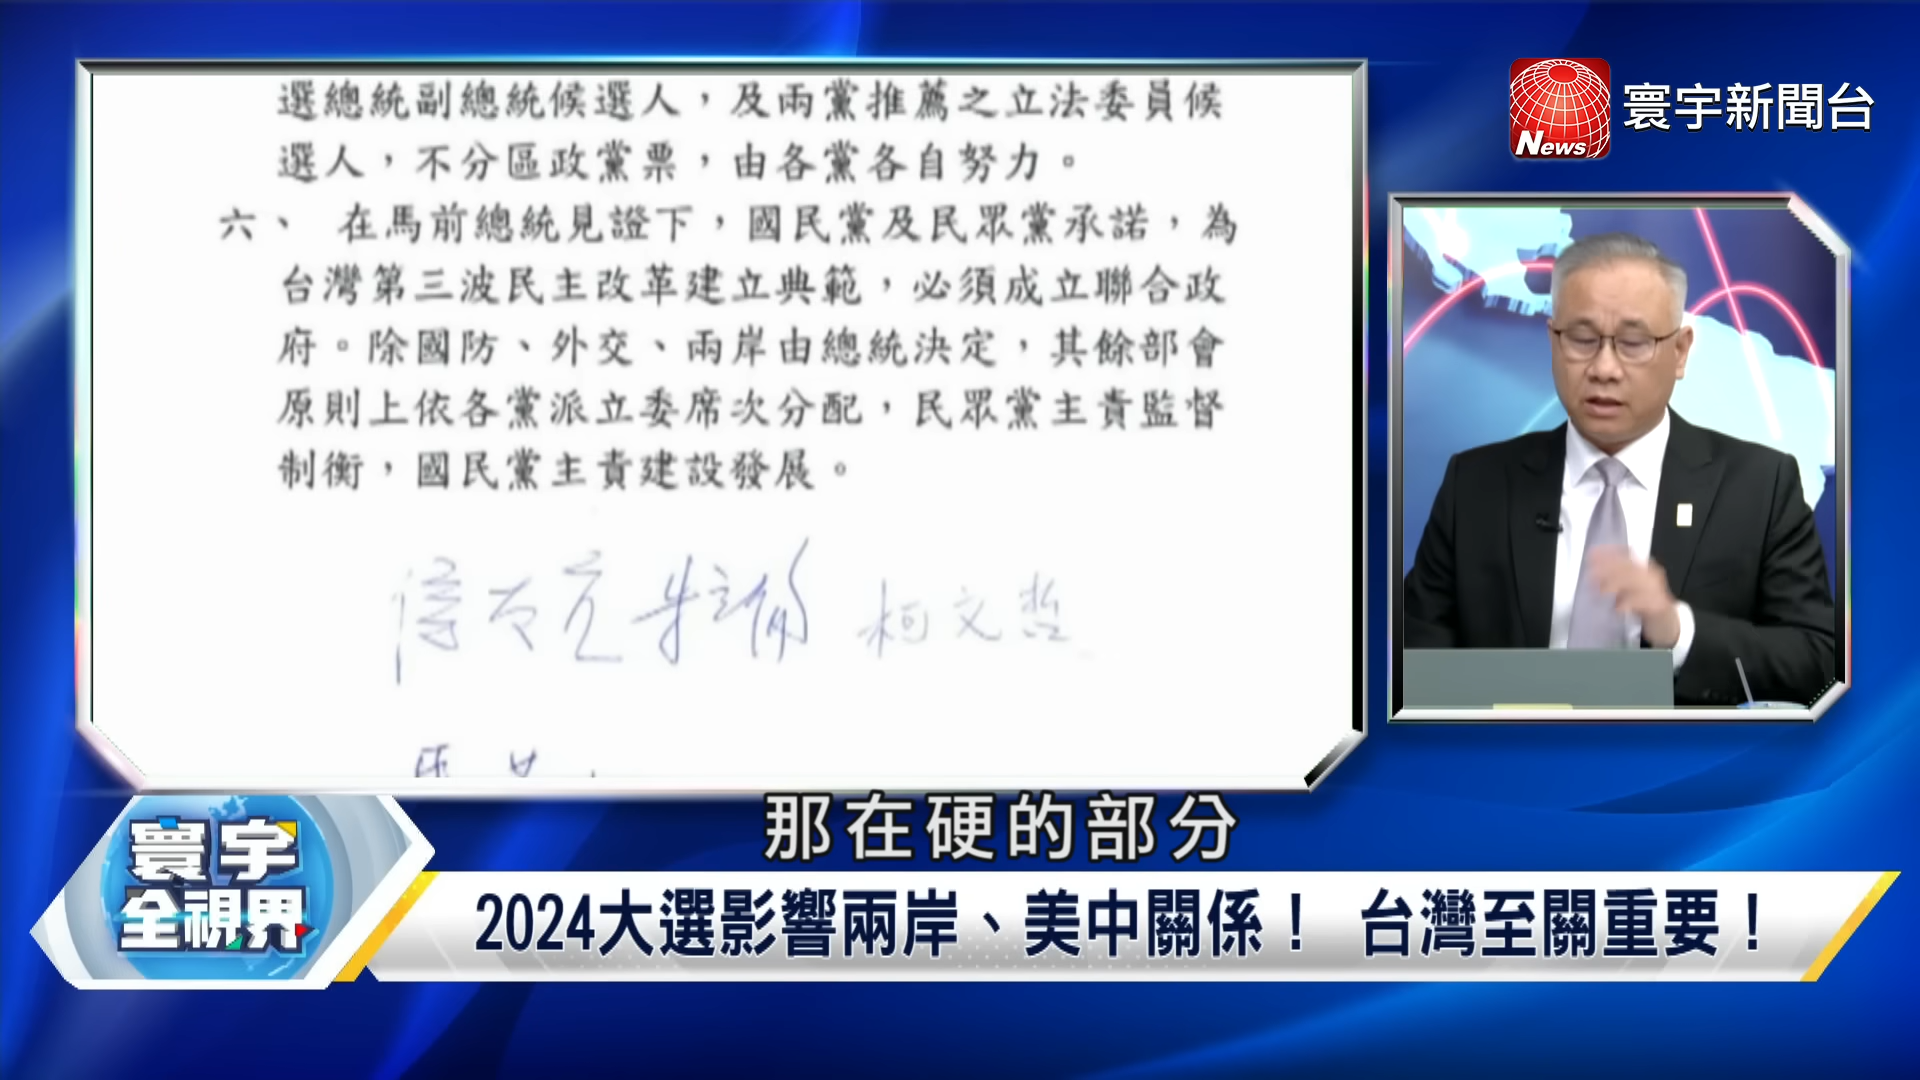 選總統副總統候選人，及兩黨推薦之立法委員候
選人，不分區政黨票，由各黨各自努力。
六、 在馬前總統見證下，國民黨及民眾黨承諾，為
台灣第三波民主改革建立典範，必須成立聯合政
府。除國防、外交、兩岸由總統決定，其餘部會
原則上依各黨派立委席次分配，民眾黨主責監督
制衡，國民黨主責建設發展。
侯友宜 朱立倫 柯文哲
News 寰宇新聞台
那在硬的部分
寰宇
全視界
2024大選影響兩岸、美中關係！ 台灣至關重要！